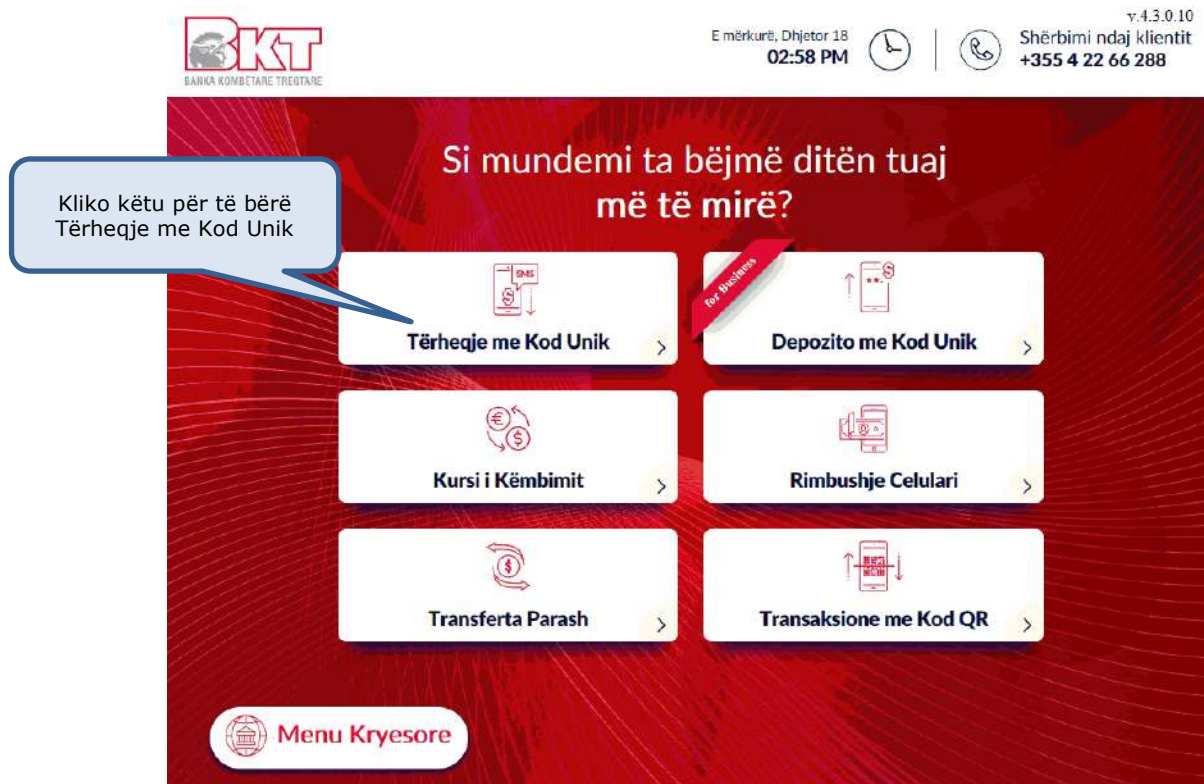 BKT
BANKA KOMBËTARE TREGTARE
E mërkurë, Dhjetor 18
02:58 PM
v.4.3.0.10
Shërbimi ndaj klientit
+355 4 22 66 288
Si mundemi ta bëjmë ditën tuaj
më të mirë?
Kliko këtu për të bërë
Tërheqje me Kod Unik
SMS
Tërheqje me Kod Unik
for Business
Depozito me Kod Unik
Kursi i Këmbimit
Rimbushje Celulari
Transferta Parash
Transaksione me Kod QR
Menu Kryesore